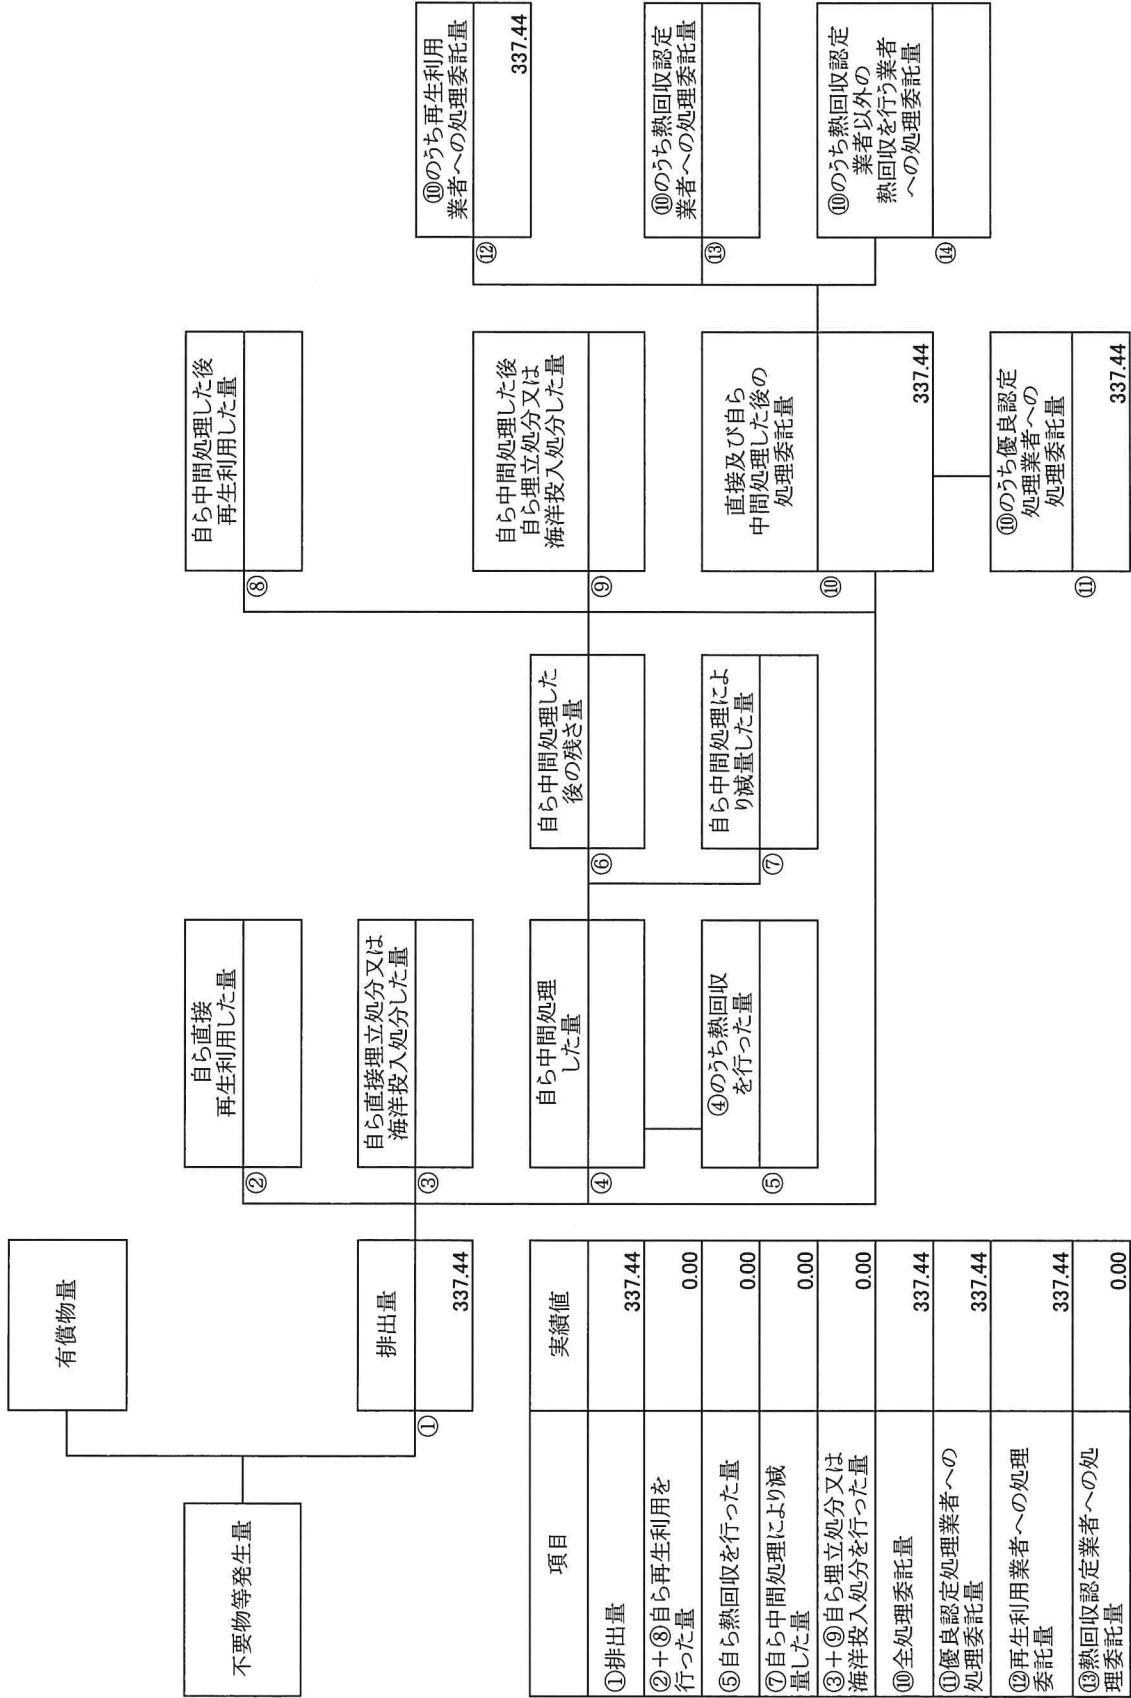 不要物等発生量
有償物量
①
排出量
337.44
②
自ら直接
再生利用した量
③
自ら直接埋立処分又は
海洋投入処分した量
④
自ら中間処理
した量
⑤
④のうち熱回収
を行った量
⑥
自ら中間処理した
後の残さ量
⑦
自ら中間処理によ
り減量した量
⑧
自ら中間処理した後
再生利用した量
⑨
自ら中間処理した後
自ら埋立処分又は
海洋投入処分した量
⑩
直接及び自ら
中間処理した後の
処理委託量
337.44
⑪
⑩のうち優良認定
処理業者への
処理委託量
337.44
⑫
⑩のうち再生利用
業者への処理委託量
337.44
⑬
⑩のうち熱回収認定
業者への処理委託量
⑭
⑩のうち熱回収認定
業者以外の
熱回収を行う業者
への処理委託量
項目 実績値
①排出量 337.44
②+⑧自ら再生利用を
行った量 0.00
⑤自ら熱回収を行った量 0.00
⑦自ら中間処理により減
量した量 0.00
③+⑨自ら埋立処分又は
海洋投入処分を行った量 0.00
⑩全処理委託量 337.44
⑪優良認定処理業者への
処理委託量 337.44
⑫再生利用業者への処理
委託量 337.44
⑬熱回収認定業者への処
理委託量 0.00